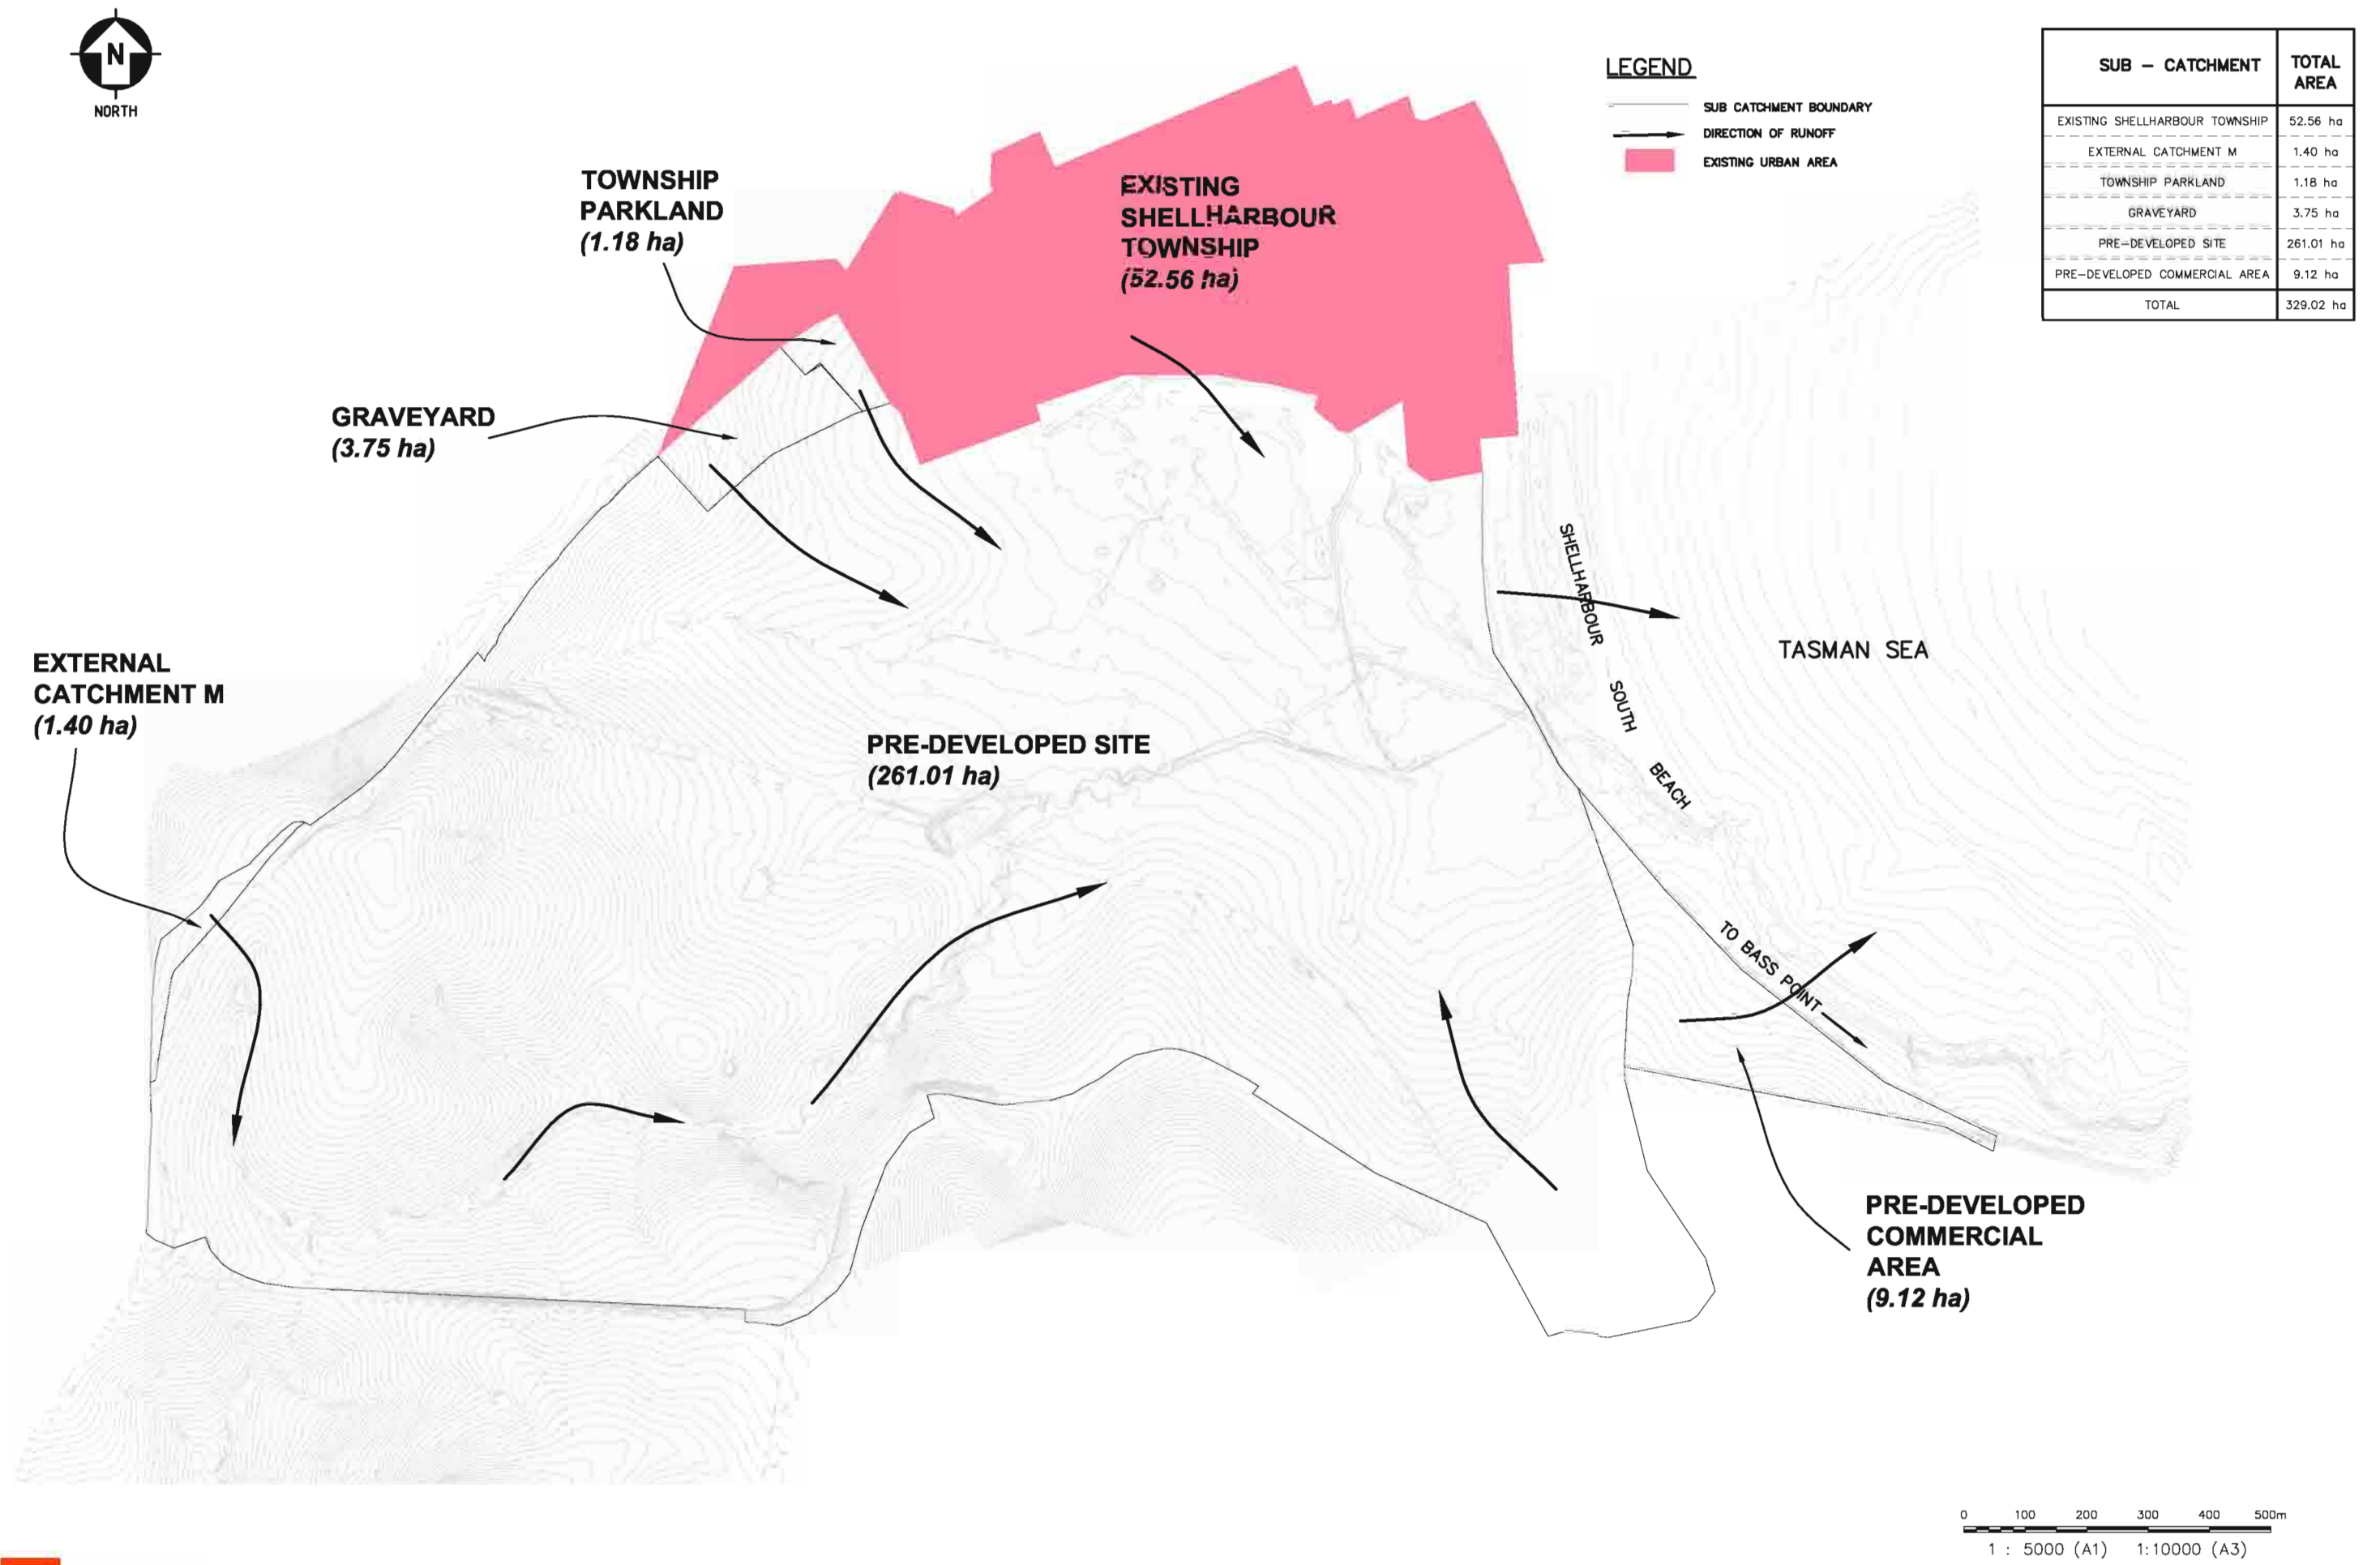 N
NORTH
LEGEND
SUB CATCHMENT BOUNDARY
DIRECTION OF RUNOFF
EXISTING URBAN AREA
SUB - CATCHMENT TOTAL AREA
EXISTING SHELLHARBOUR TOWNSHIP 52.56 ha
EXTERNAL CATCHMENT M 1.40 ha
TOWNSHIP PARKLAND 1.18 ha
GRAVEYARD 3.75 ha
PRE-DEVELOPED SITE 261.01 ha
PRE-DEVELOPED COMMERCIAL AREA 9.12 ha
TOTAL 329.02 ha
TOWNSHIP
PARKLAND
(1.18 ha)
EXISTING
SHELLHARBOUR
TOWNSHIP
(52.56 ha)
GRAVEYARD
(3.75 ha)
EXTERNAL
CATCHMENT M
(1.40 ha)
PRE-DEVELOPED SITE
(261.01 ha)
SHELLHARBOUR SOUTH BEACH
TASMAN SEA
TO BASS POINT
PRE-DEVELOPED
COMMERCIAL
AREA
(9.12 ha)
0 100 200 300 400 500m
1 : 5000 (A1) 1:10000 (A3)